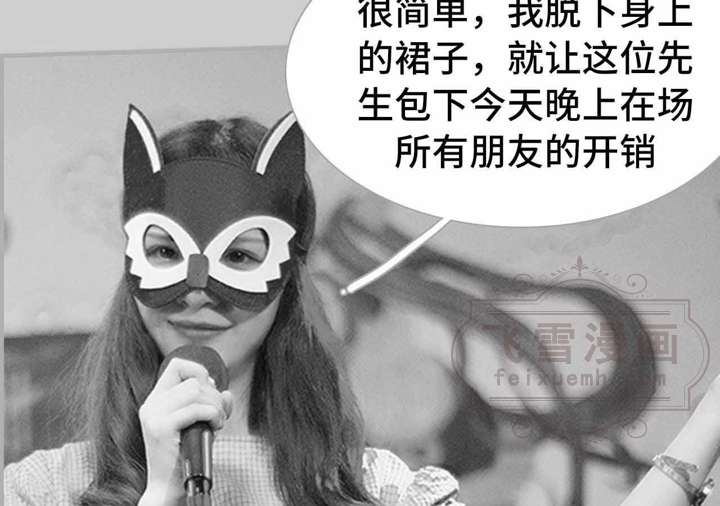 很简单，我脱下身上
的裙子，就让这位先
生包下今天晚上在场
所有朋友的开销
飞雪漫画
feixuemh.com